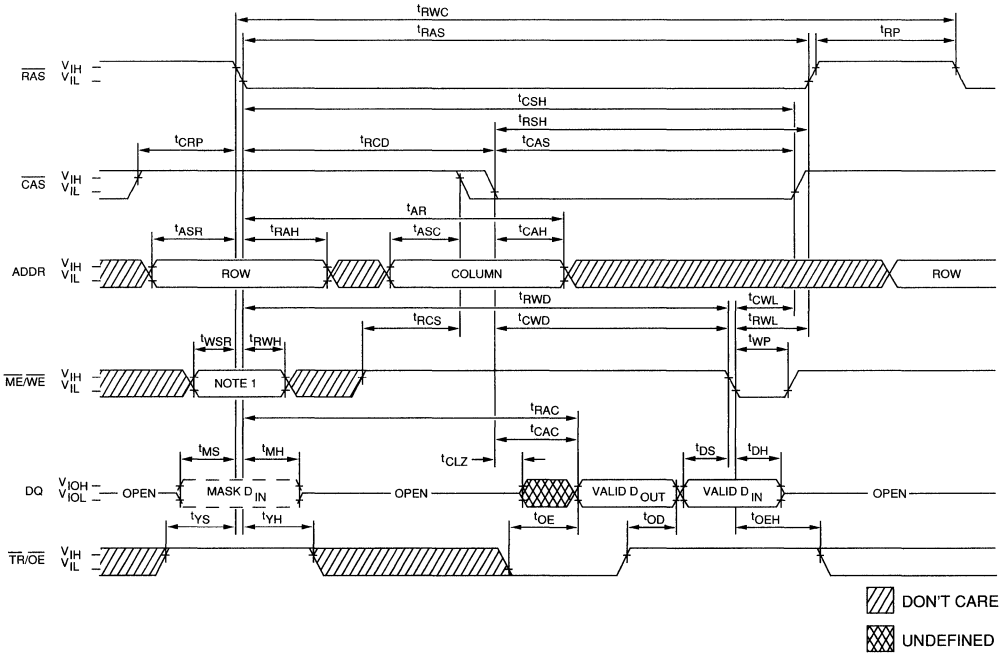 tRWC
tRAS
tRP
RAS
VIH
VIL
tCSH
tRSH
tCRP
tRCD
tCAS
CAS
VIH
VIL
tAR
tASR
tRAH
tASC
tCAH
ADDR
VIH
VIL
ROW
COLUMN
ROW
tRWD
tCWL
tRCS
tCWD
tRWL
tWSR
tRWH
tWP
ME/WE
VIH
VIL
NOTE 1
tRAC
tCAC
tMS
tMH
tCLZ
tDS
tDH
DQ
VIOH
VIOL
OPEN
MASK DIN
OPEN
VALID DOUT
VALID DIN
OPEN
tYS
tYH
tOE
tOD
tOEH
TR/OE
VIH
VIL
DON'T CARE
UNDEFINED